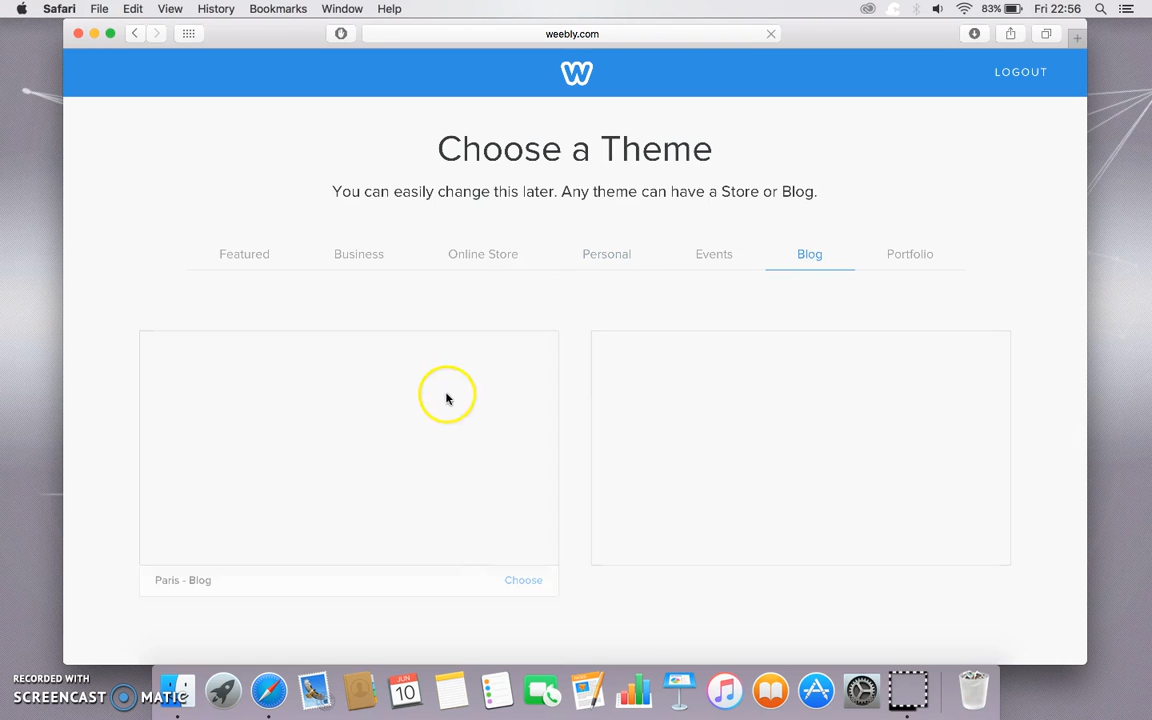 Safari File Edit View History Bookmarks Window Help 83% Fri 22:56
weebly.com
W LOGOUT
Choose a Theme
You can easily change this later. Any theme can have a Store or Blog.
Featured Business Online Store Personal Events Blog Portfolio
Paris - Blog Choose
RECORDED WITH
SCREENCAST MATIC
JUN
10